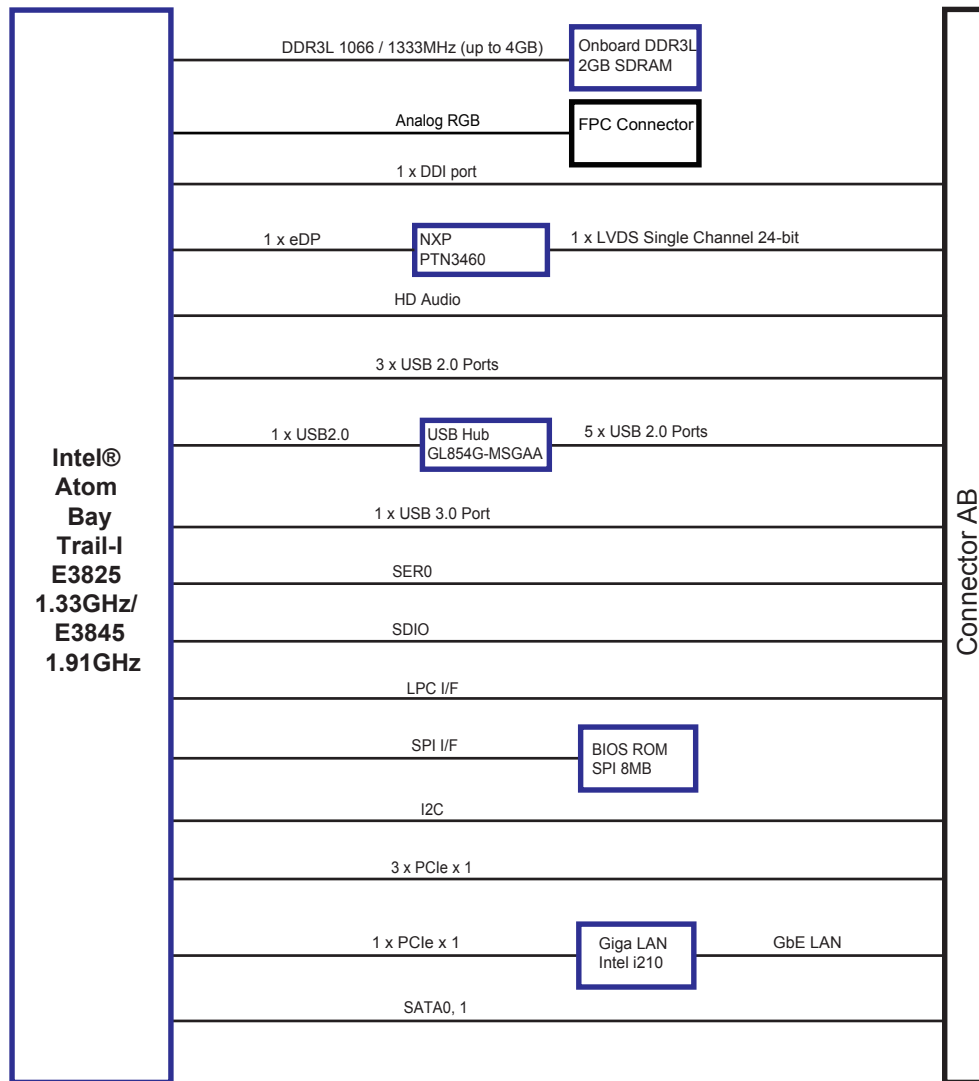 DDR3L 1066 / 1333MHz (up to 4GB)
Onboard DDR3L
2GB SDRAM
Analog RGB
FPC Connector
1 x DDI port
1 x eDP
NXP
PTN3460
1 x LVDS Single Channel 24-bit
HD Audio
3 x USB 2.0 Ports
1 x USB2.0
USB Hub
GL854G-MSGAA
5 x USB 2.0 Ports
Intel®
Atom
Bay
Trail-I
E3825
1.33GHz/
E3845
1.91GHz
1 x USB 3.0 Port
SER0
SDIO
LPC I/F
SPI I/F
BIOS ROM
SPI 8MB
I2C
3 x PCIe x 1
1 x PCIe x 1
Giga LAN
Intel i210
GbE LAN
SATA0, 1
Connector AB